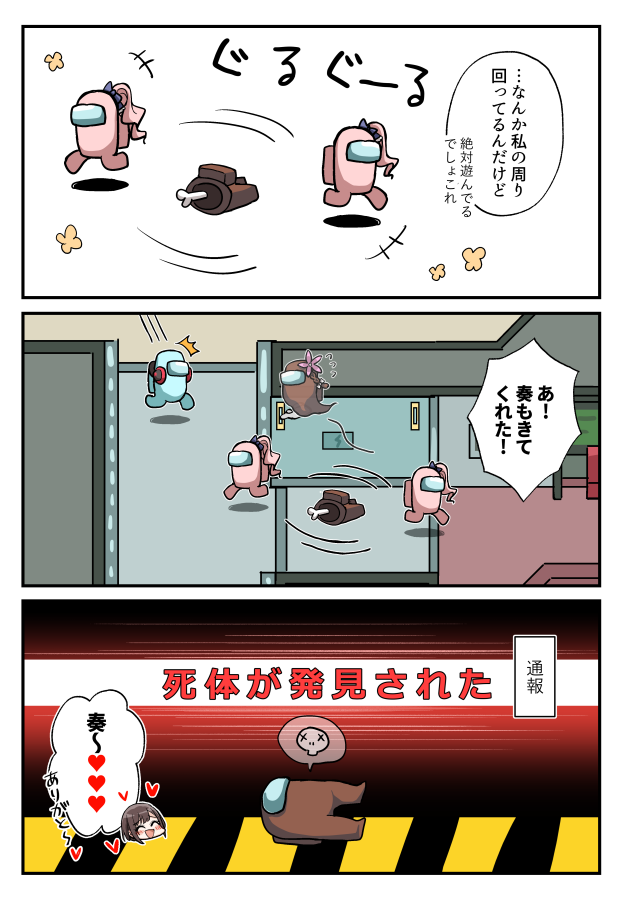 ぐるぐーる
…なんか私の周り
回ってるんだけど
絶対遊んでる
でしょこれ
あ！
奏もきて
くれた！
通報
死体が発見された
奏〜♥♥♥
ありがと〜